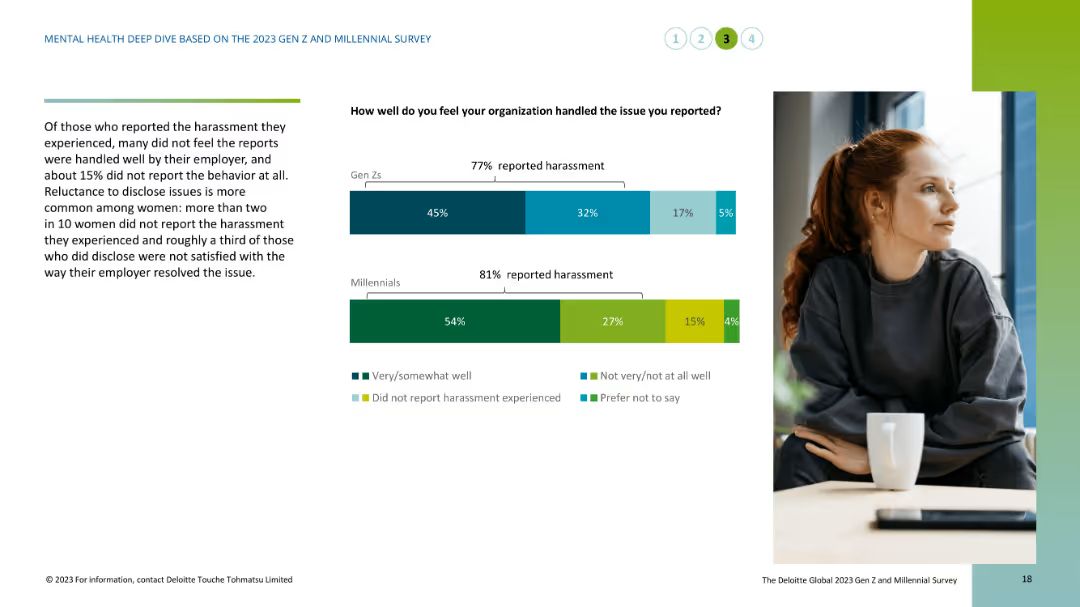 MENTAL HEALTH DEEP DIVE BASED ON THE 2023 GEN Z AND MILLENNIAL SURVEY
1 2 3 4
Of those who reported the harassment they
experienced, many did not feel the reports
were handled well by their employer, and
about 15% did not report the behavior at all.
Reluctance to disclose issues is more
common among women: more than two
in 10 women did not report the harassment
they experienced and roughly a third of those
who did disclose were not satisfied with the
way their employer resolved the issue.
How well do you feel your organization handled the issue you reported?
77% reported harassment
Gen Zs
45% 32% 17% 5%
81% reported harassment
Millennials
54% 27% 15% 4%
Very/somewhat well Not very/not at all well
Did not report harassment experienced Prefer not to say
© 2023 For information, contact Deloitte Touche Tohmatsu Limited
The Deloitte Global 2023 Gen Z and Millennial Survey 18